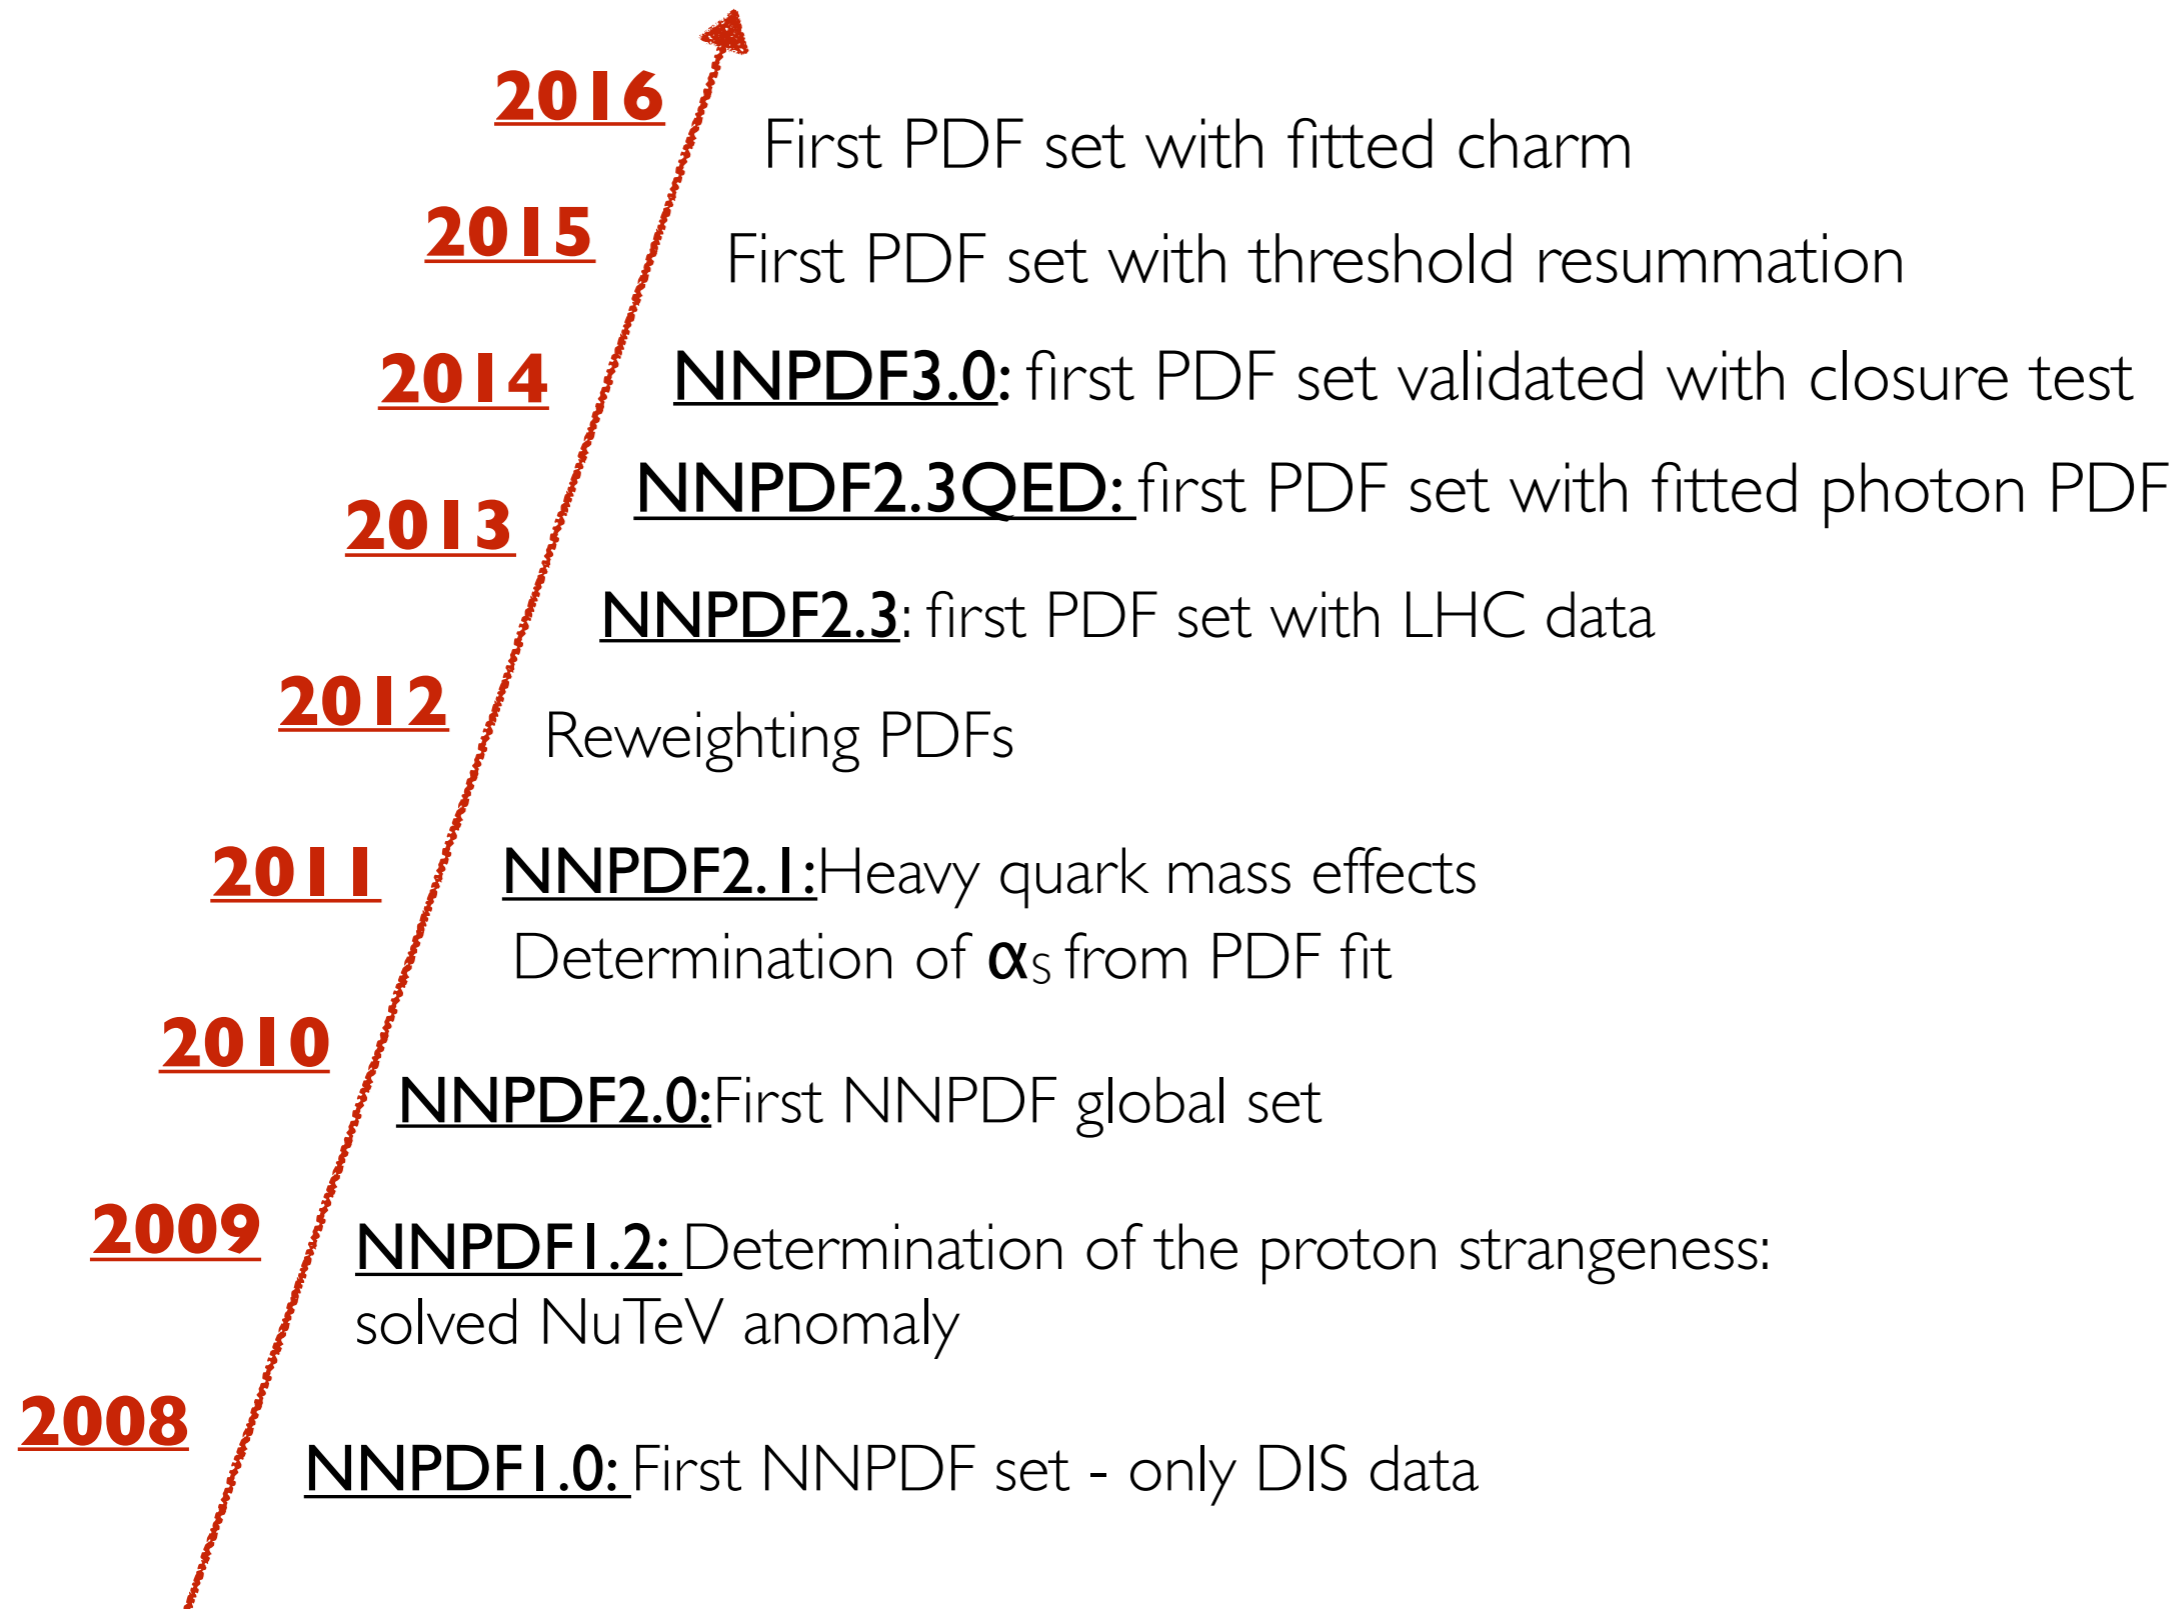 2016
First PDF set with fitted charm
2015
First PDF set with threshold resummation
2014
NNPDF3.0: first PDF set validated with closure test
NNPDF2.3QED: first PDF set with fitted photon PDF
2013
NNPDF2.3: first PDF set with LHC data
2012
Reweighting PDFs
2011
NNPDF2.1:Heavy quark mass effects
Determination of αS from PDF fit
2010
NNPDF2.0:First NNPDF global set
2009
NNPDF1.2: Determination of the proton strangeness:
solved NuTeV anomaly
2008
NNPDF1.0: First NNPDF set - only DIS data